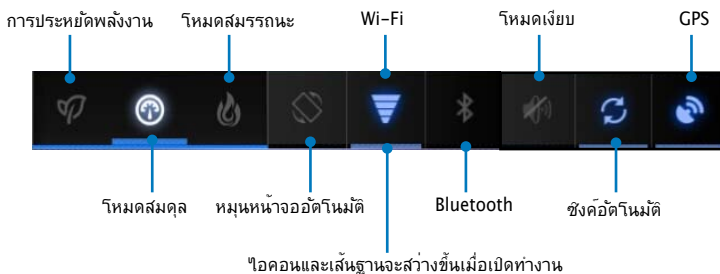 การประหยัดพลังงาน โหมดสมรรถนะ Wi-Fi โหมดเงียบ GPS
โหมดสมดุล หมุนหน้าจออัตโนมัติ Bluetooth ซิงค์อัตโนมัติ
ไอคอนและเส้นฐานจะสว่างขึ้นเมื่อเปิดทำงาน